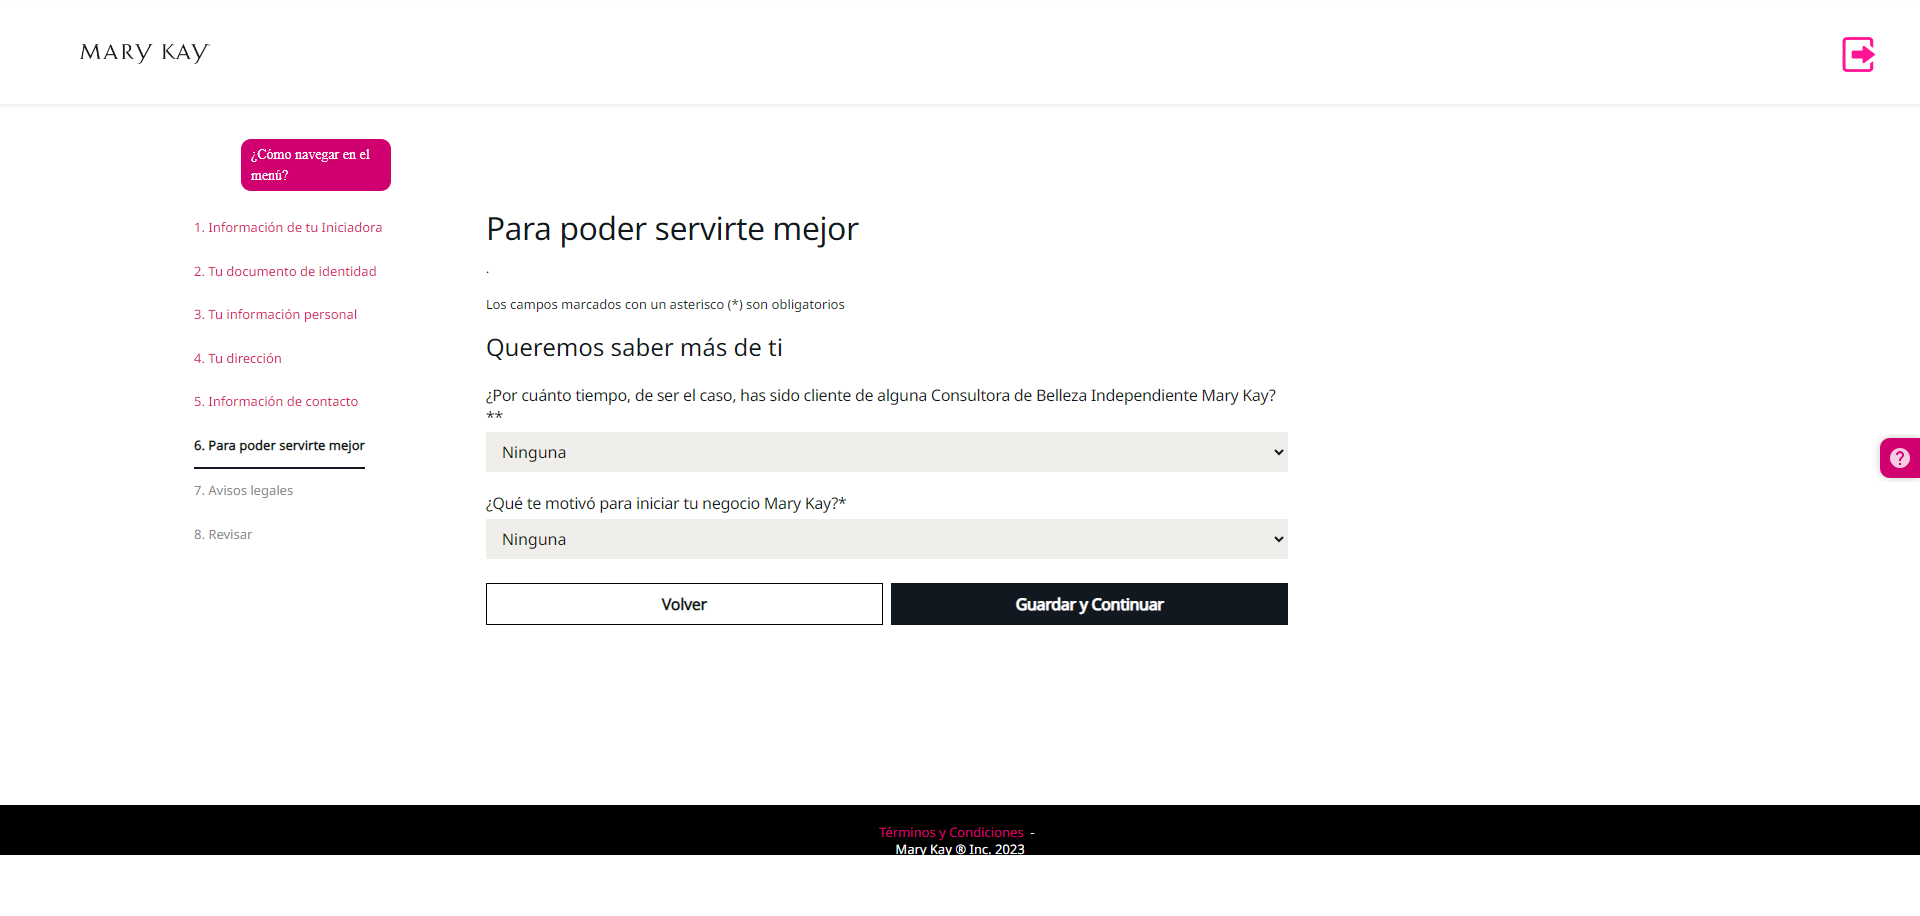 MARY KAY
¿Cómo navegar en el
menú?
1. Información de tu Iniciadora
2. Tu documento de identidad
3. Tu información personal
4. Tu dirección
5. Información de contacto
6. Para poder servirte mejor
7. Avisos legales
8. Revisar
Para poder servirte mejor
.
Los campos marcados con un asterisco (*) son obligatorios
Queremos saber más de ti
¿Por cuánto tiempo, de ser el caso, has sido cliente de alguna Consultora de Belleza Independiente Mary Kay?
**
Ninguna
¿Qué te motivó para iniciar tu negocio Mary Kay?*
Ninguna
Volver
Guardar y Continuar
?
Términos y Condiciones -
Mary Kay ® Inc. 2023